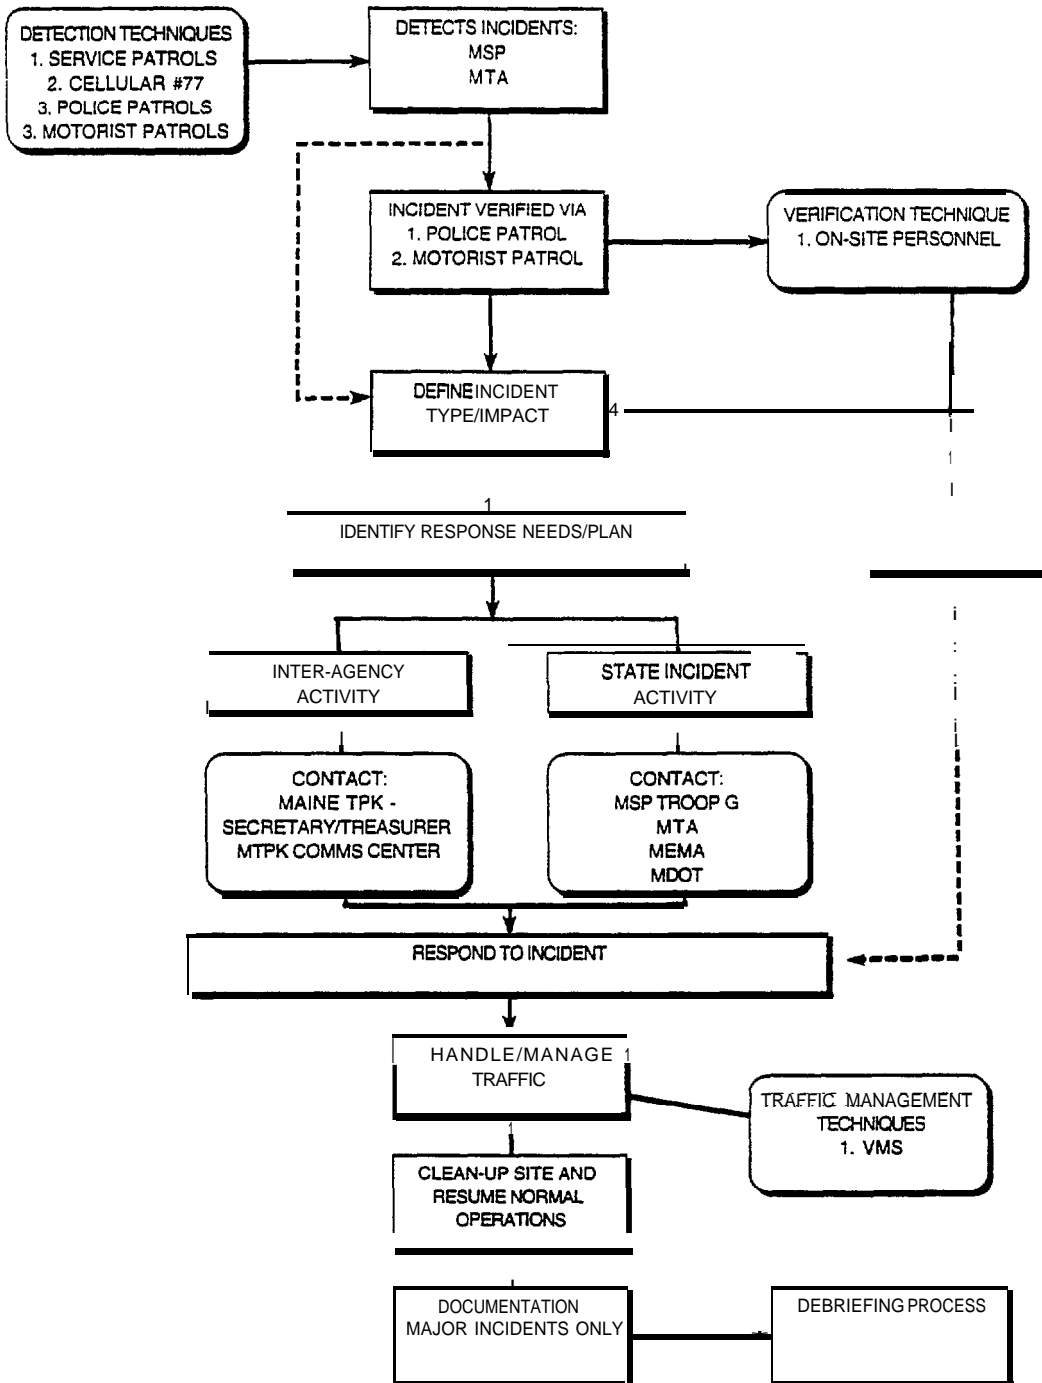 DETECTION TECHNIQUES
1. SERVICE PATROLS
2. CELLULAR #77
3. POLICE PATROLS
3. MOTORIST PATROLS
DETECTS INCIDENTS:
MSP
MTA
INCIDENT VERIFIED VIA
1. POLICE PATROL
2. MOTORIST PATROL
VERIFICATION TECHNIQUE
1. ON-SITE PERSONNEL
DEFINE INCIDENT
TYPE/IMPACT
4
1
IDENTIFY RESPONSE NEEDS/PLAN
INTER-AGENCY
ACTIVITY
STATE INCIDENT
ACTIVITY
CONTACT:
MAINE TPK -
SECRETARY/TREASURER
MTPK COMMS CENTER
CONTACT:
MSP TROOP G
MTA
MEMA
MDOT
RESPOND TO INCIDENT
HANDLE/MANAGE 1
TRAFFIC
TRAFFIC MANAGEMENT
TECHNIQUES
1. VMS
1
CLEAN-UP SITE AND
RESUME NORMAL
OPERATIONS
DOCUMENTATION
MAJOR INCIDENTS ONLY
DEBRIEFING PROCESS